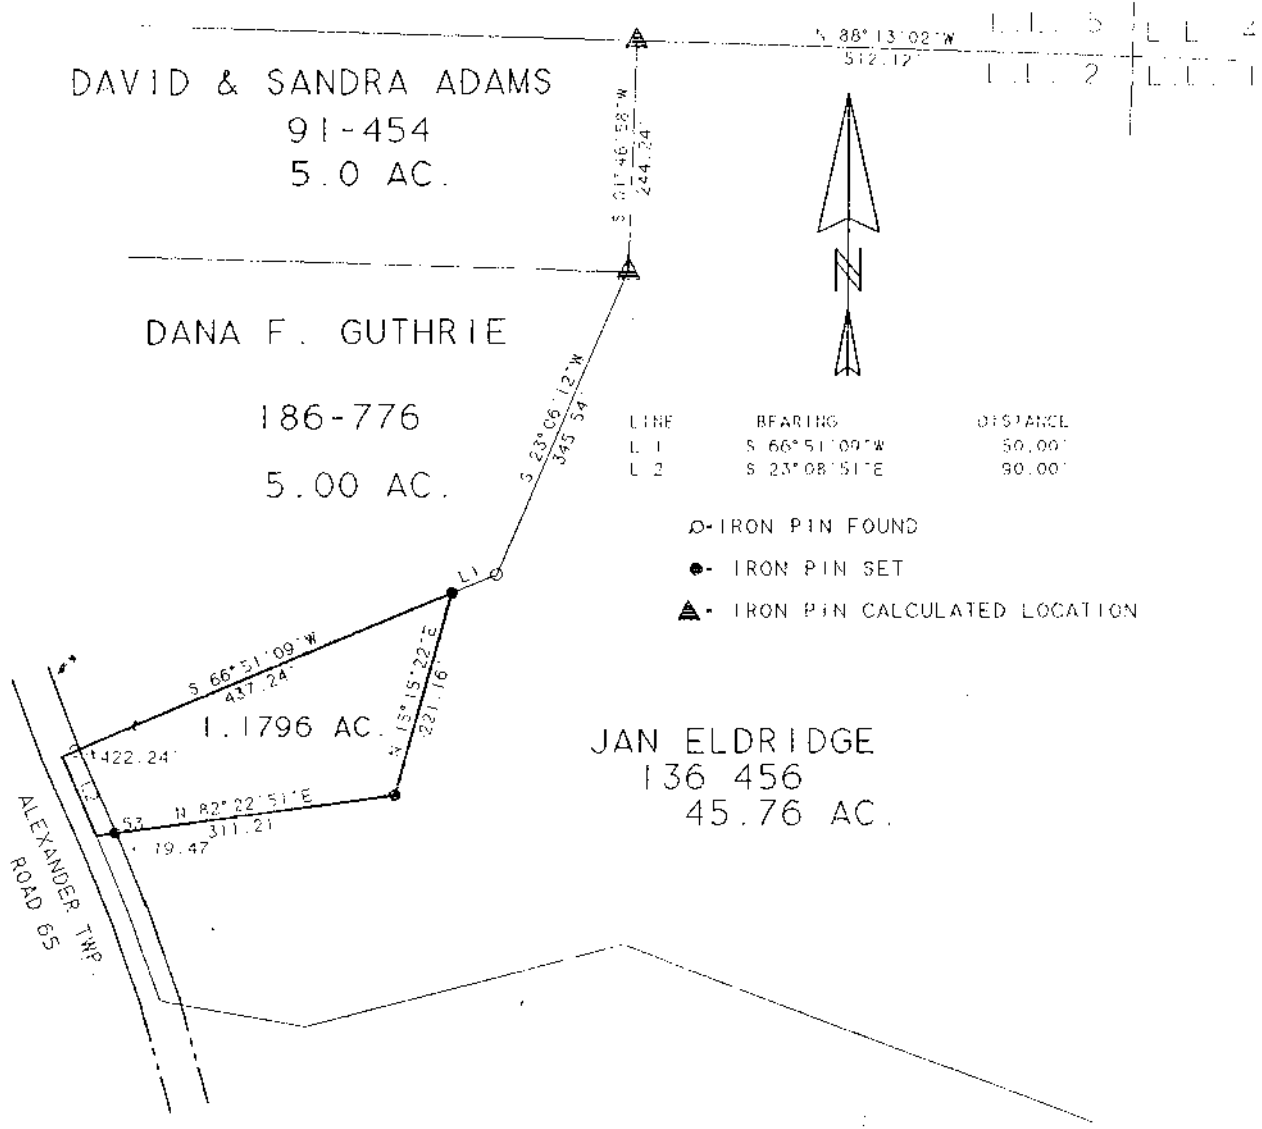 N 88°13'02"W
512.12'
L.L. 2
L.L. 1
DAVID & SANDRA ADAMS
91-454
5.0 AC.
S 01°46'58"W
244.24'
N
DANA F. GUTHRIE
186-776
5.00 AC.
S 23°06'12"W
345.54'
LINE BEARING DISTANCE
L 1 S 66°51'09"W 50.00'
L 2 S 23°08'51"E 90.00'
O- IRON PIN FOUND
●- IRON PIN SET
▲- IRON PIN CALCULATED LOCATION
L1
S 66°51'09"W
437.24'
N 15°15'22"E
221.16'
1.1796 AC.
422.24'
L2
N 82°22'51"E
311.21
19.47
JAN ELDRIDGE
136 456
45.76 AC.
ALEXANDER TWP.
ROAD 65